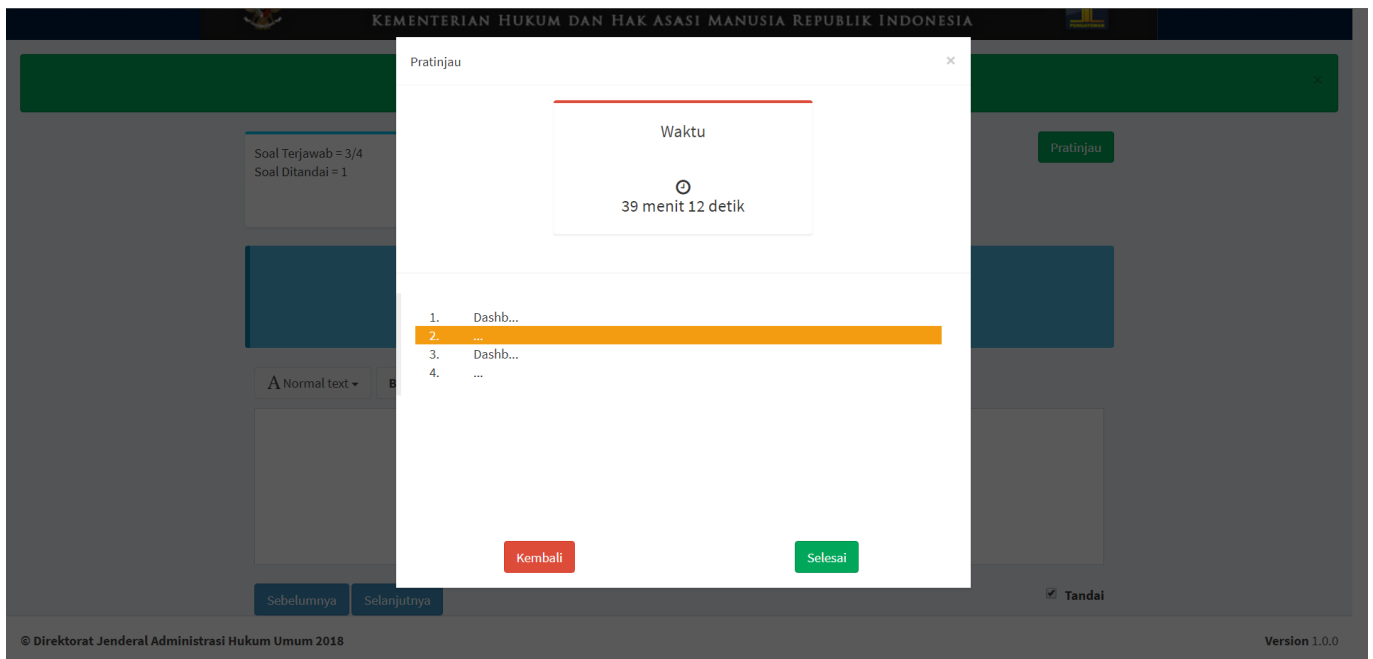 KEMENTERIAN HUKUM DAN HAK ASASI MANUSIA REPUBLIK INDONESIA
PENGAYOMAN
Pratinjau ×
×
Waktu
39 menit 12 detik
Soal Terjawab = 3/4
Soal Ditandai = 1
Pratinjau
1. Dashb...
2. ...
3. Dashb...
4. ...
A Normal text B
Kembali Selesai
Sebelumnya Selanjutnya Tandai
© Direktorat Jenderal Administrasi Hukum Umum 2018 Version 1.0.0